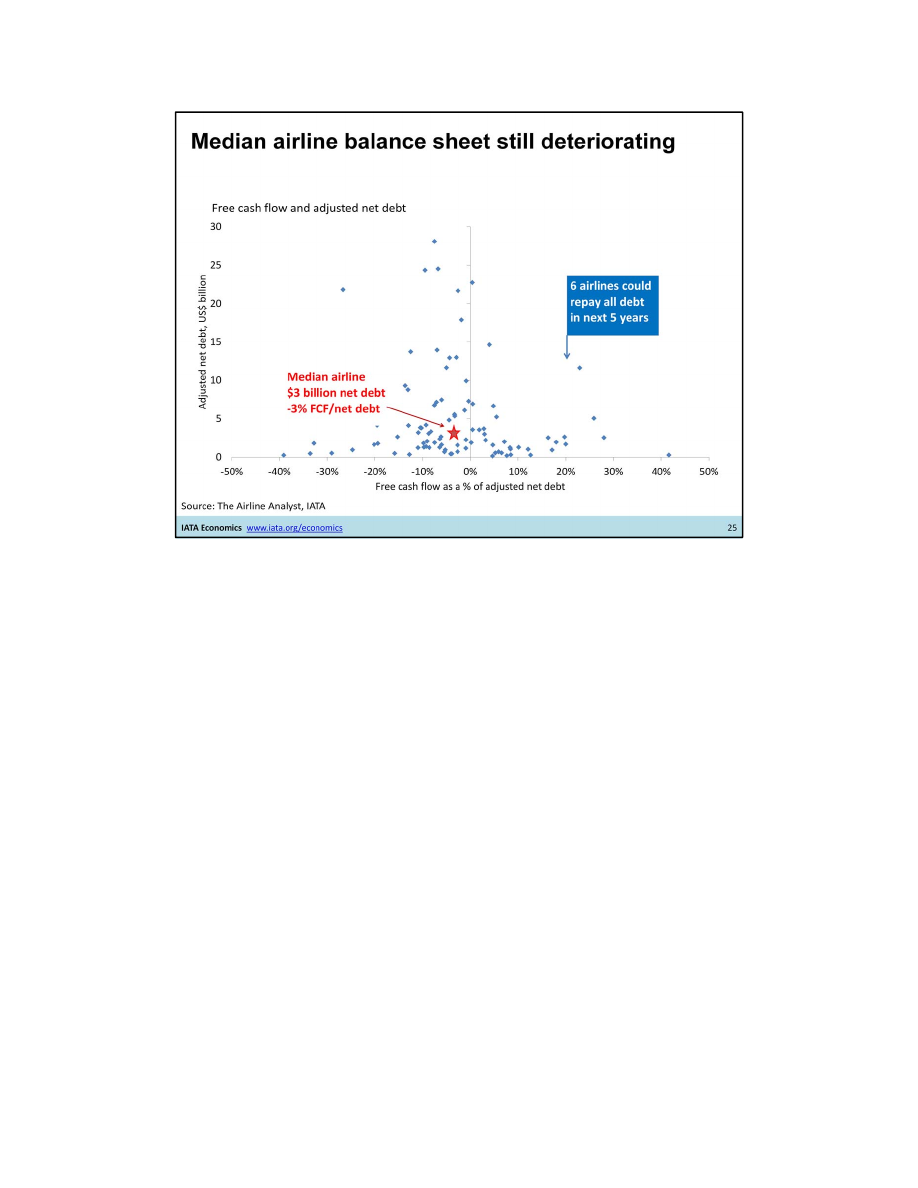 Median airline balance sheet still deteriorating
Free cash flow and adjusted net debt
Adjusted net debt, US$ billion
30
25
20
15
10
5
0
6 airlines could
repay all debt
in next 5 years
Median airline
$3 billion net debt
-3% FCF/net debt
-50% -40% -30% -20% -10% 0% 10% 20% 30% 40% 50%
Free cash flow as a % of adjusted net debt
Source: The Airline Analyst, IATA
IATA Economics www.iata.org/economics 25